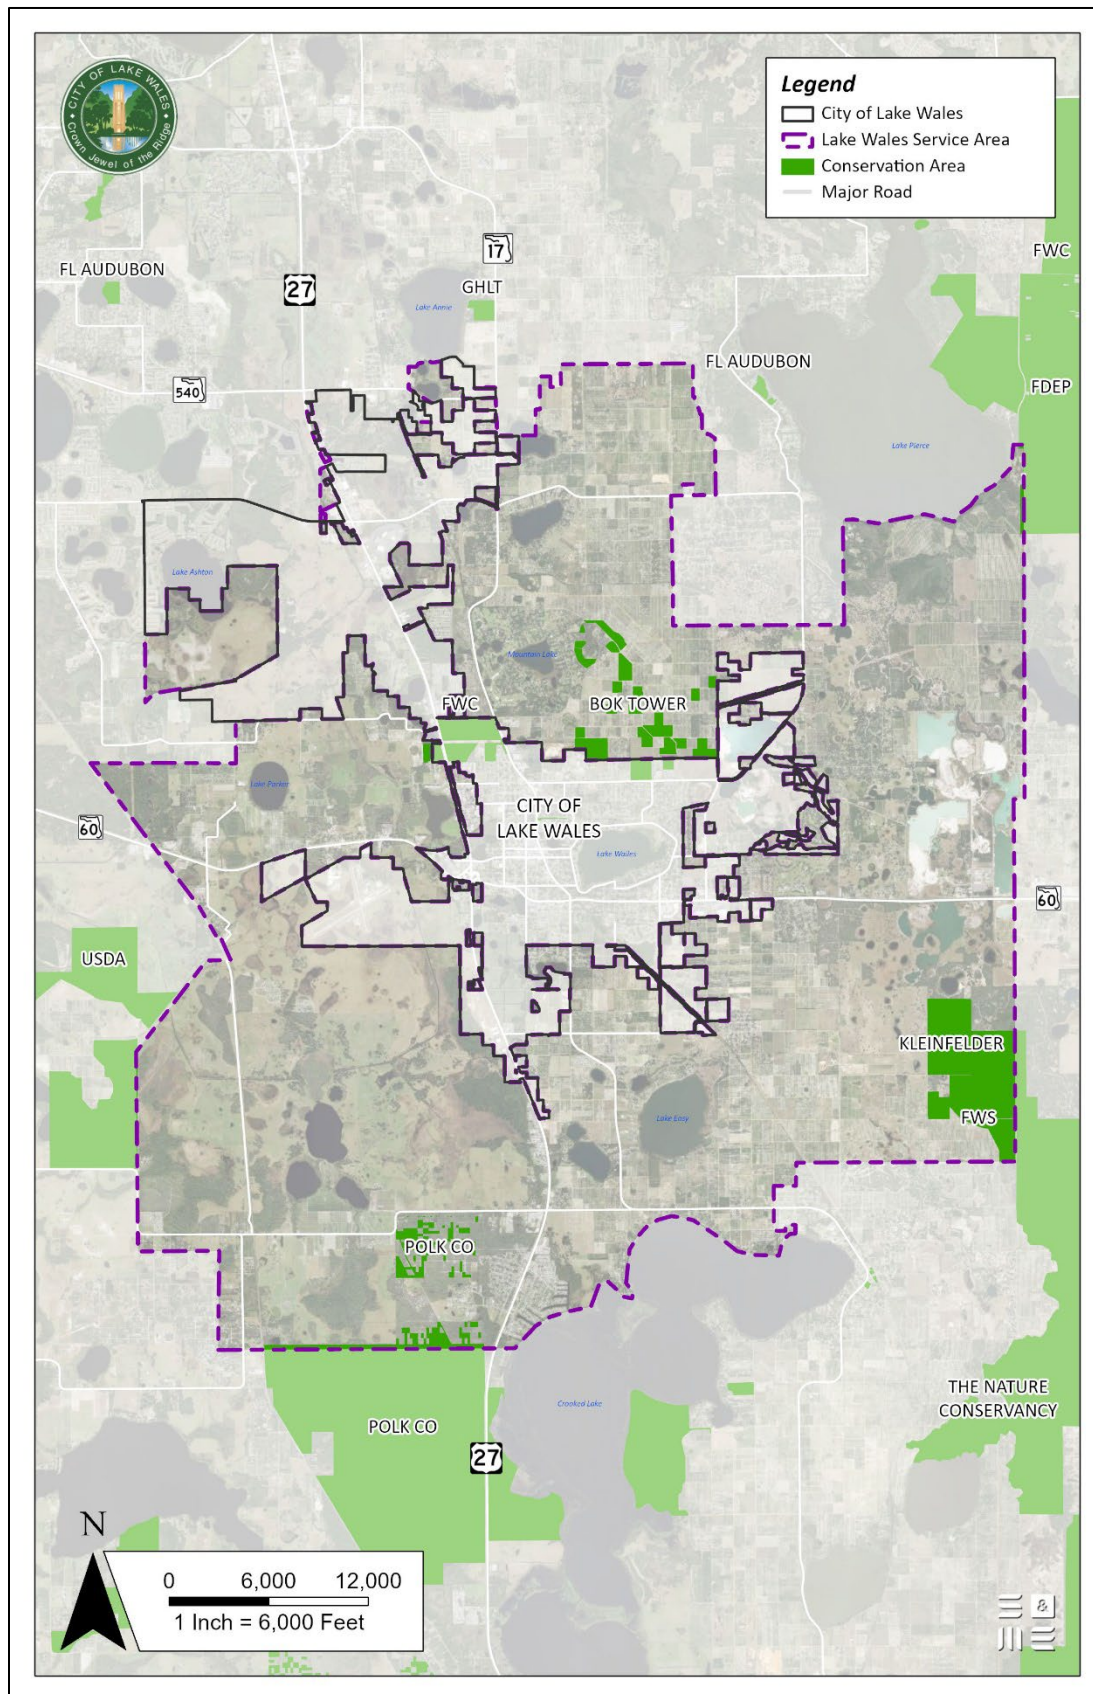 CITY OF LAKE WALES
Crown Jewel of the Ridge
Legend
City of Lake Wales
Lake Wales Service Area
Conservation Area
Major Road
17
FWC
FL AUDUBON
27
GHLT
Lake Annie
FL AUDUBON
540
FDEP
Lake Pierce
Lake Ashton
Mountain Lake
FWC
BOK TOWER
Lake Parker
CITY OF
LAKE WALES
60
Lake Wailes
60
USDA
KLEINFELDER
FWS
Lake Easy
POLK CO
THE NATURE
CONSERVANCY
Crooked Lake
POLK CO
27
N
0 6,000 12,000
1 Inch = 6,000 Feet
&